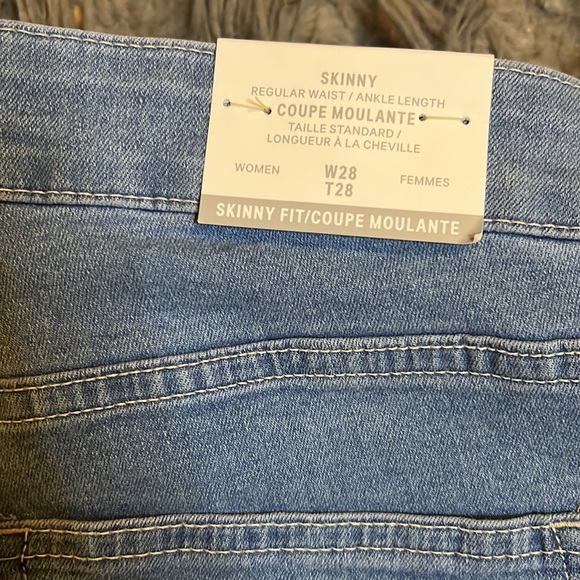 SKINNY
REGULAR WAIST / ANKLE LENGTH
COUPE MOULANTE
TAILLE STANDARD /
LONGUEUR À LA CHEVILLE
WOMEN W28 FEMMES
T28
SKINNY FIT/COUPE MOULANTE